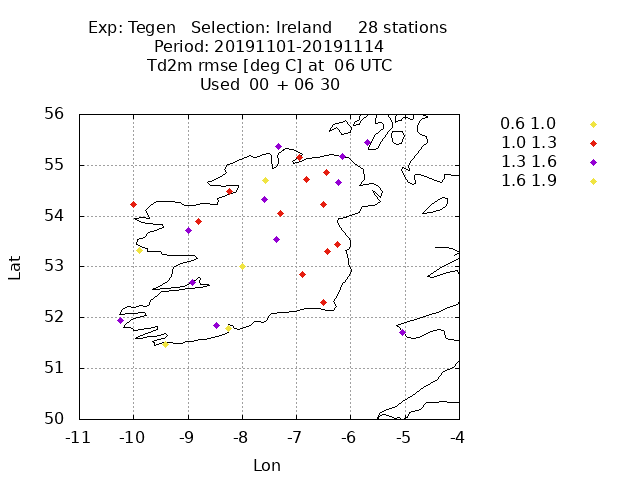 Exp: Tegen   Selection: Ireland     28 stations
Period: 20191101-20191114
Td2m rmse [deg C] at  06 UTC
Used  00 + 06 30
0.6 1.0
1.0 1.3
1.3 1.6
1.6 1.9
56
55
54
53
52
51
50
Lat
-11 -10 -9 -8 -7 -6 -5 -4
Lon